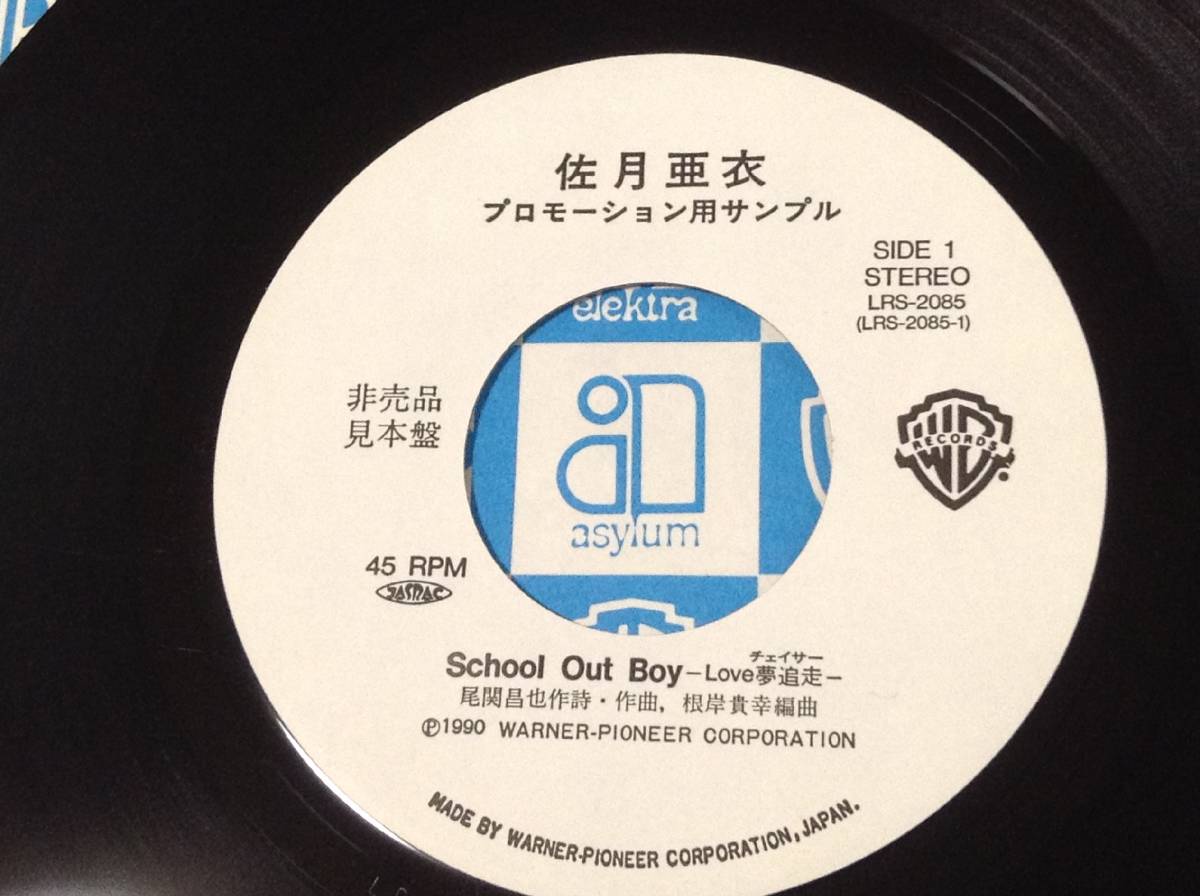 佐月亜衣
プロモーション用サンプル
SIDE 1
STEREO
LRS-2085
(LRS-2085-1)
elektra
asylum
非売品
見本盤
RECORDS
45 RPM
JASRAC
チェイサー
School Out Boy－Love夢追走－
尾関昌也作詩・作曲，根岸貴幸編曲
Ⓟ1990 WARNER-PIONEER CORPORATION
MADE BY WARNER-PIONEER CORPORATION, JAPAN.